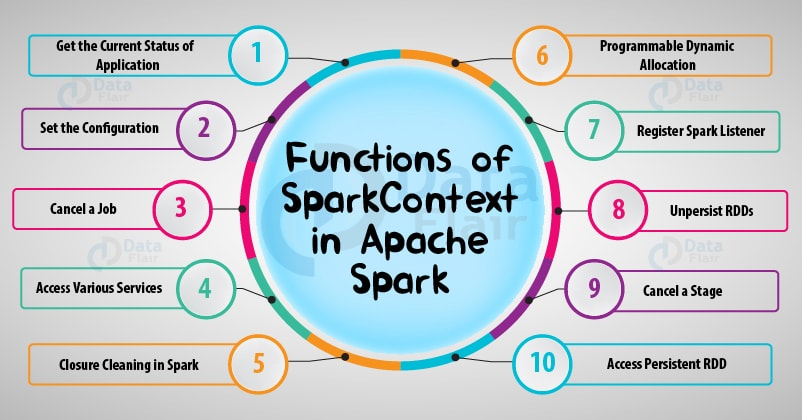 Get the Current Status of
Application
1
Set the Configuration
2
Cancel a Job
3
Access Various Services
4
Closure Cleaning in Spark
5
Functions of
SparkContext
in Apache
Spark
6
Programmable Dynamic
Allocation
7
Register Spark Listener
8
Unpersist RDDs
9
Cancel a Stage
10
Access Persistent RDD
Data
Flair
Data
Flair
Data
Flair
Data
Flair
Data
Flair